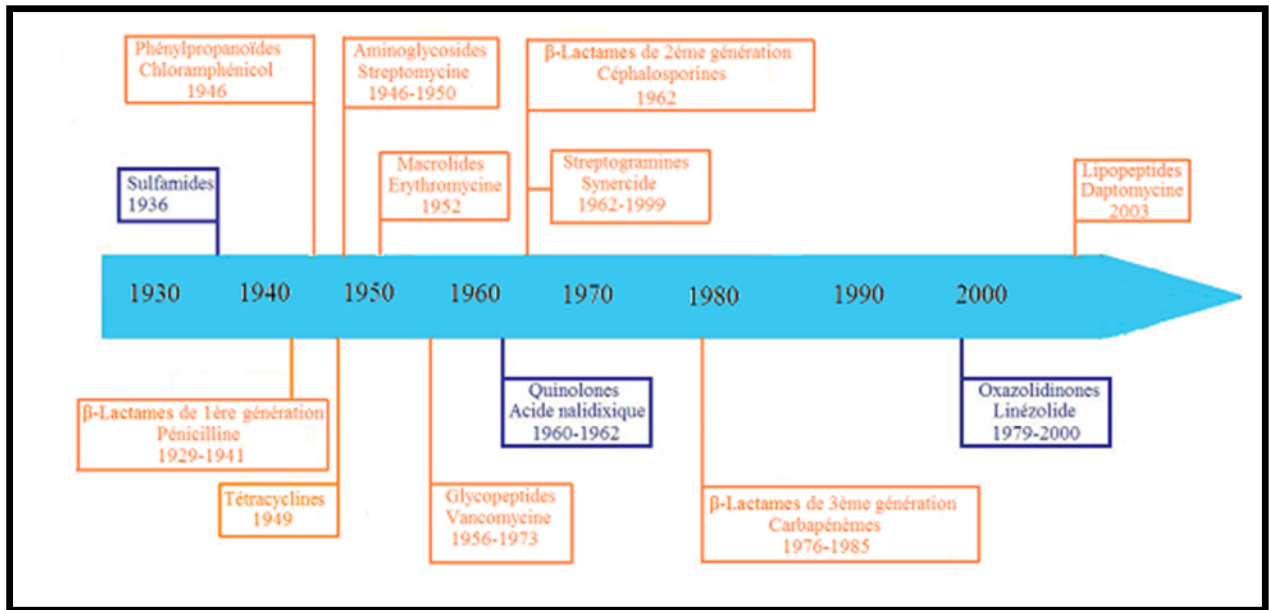 Phénylpropanoïdes
Chloramphénicol
1946
Aminoglycosides
Streptomycine
1946-1950
β-Lactames de 2éme génération
Céphalosporines
1962
Sulfamides
1936
Macrolides
Erythromycine
1952
Streptogramines
Synercide
1962-1999
Lipopeptides
Daptomycine
2003
1930 1940 1950 1960 1970 1980 1990 2000
β-Lactames de 1ère génération
Pénicilline
1929-1941
Tétracyclines
1949
Glycopeptides
Vancomycine
1956-1973
Quinolones
Acide nalidixique
1960-1962
β-Lactames de 3ème génération
Carbapénèmes
1976-1985
Oxazolidinones
Linézolide
1979-2000